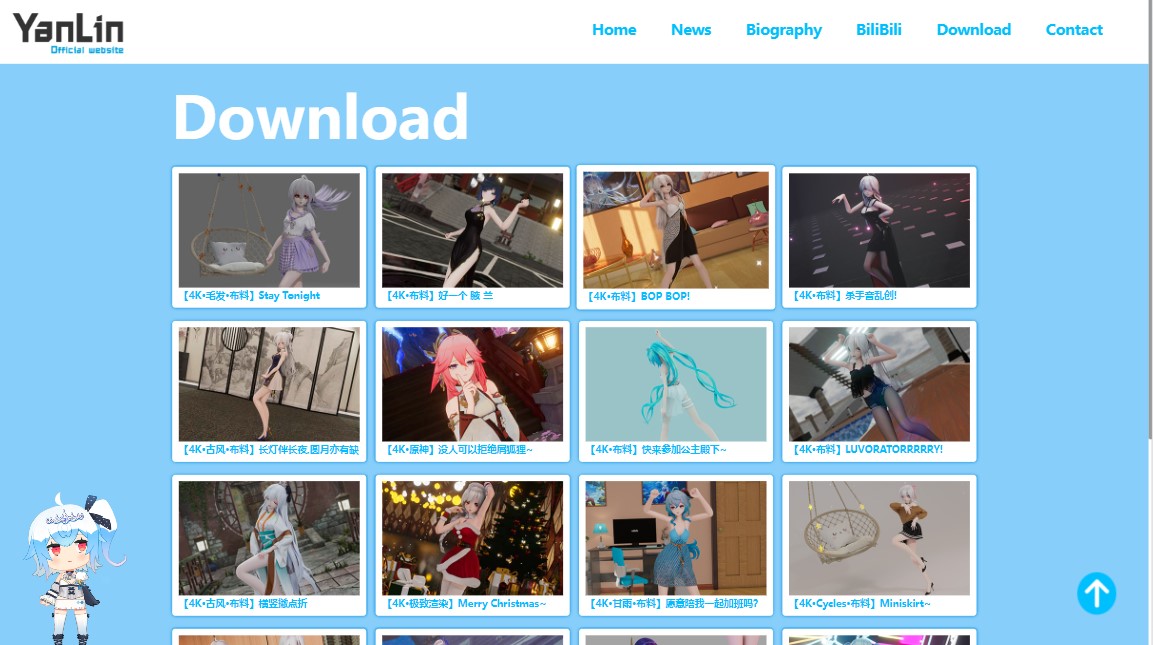 YanLin
Official website
Home News Biography BiliBili Download Contact
Download
【4K•毛发•布料】Stay Tonight
【4K•布料】好一个 脓 兰
【4K•布料】BOP BOP!
【4K•布料】杀手音乱创!
【4K•古风•布料】长灯伴长夜,圆月亦有缺
【4K•原神】没人可以拒绝屑狐狸~
【4K•布料】快来参加公主殿下~
【4K•布料】LUVORATORRRRRY!
【4K•古风•布料】横竖撇点折
【4K•极致渲染】Merry Christmas~
【4K•甘雨•布料】愿意陪我一起加班吗?
【4K•Cycles•布料】Miniskirt~